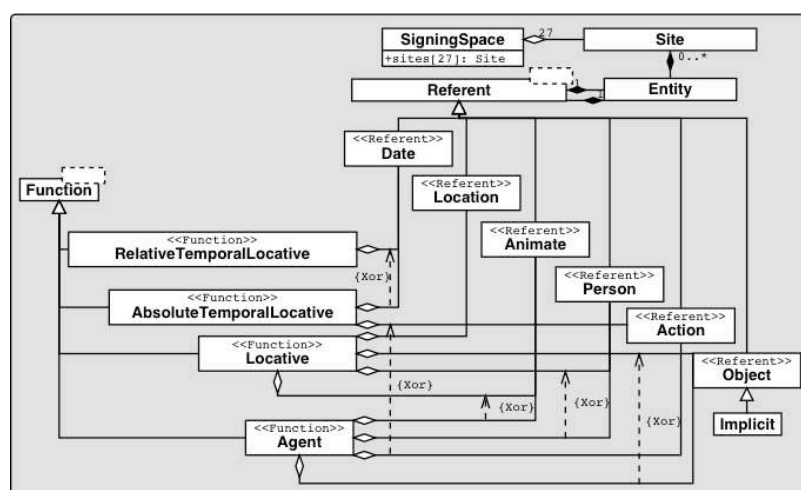 SigningSpace
27
Site
+sites[27]: Site
0..*
Referent
1
Entity
1
<<Referent>>
Date
<<Referent>>
Location
Function
<<Referent>>
Animate
<<Function>>
RelativeTemporalLocative
{Xor}
<<Referent>>
Person
<<Function>>
AbsoluteTemporalLocative
<<Referent>>
Action
<<Function>>
Locative
<<Referent>>
Object
{Xor}
{Xor}
{Xor}
Implicit
<<Function>>
Agent